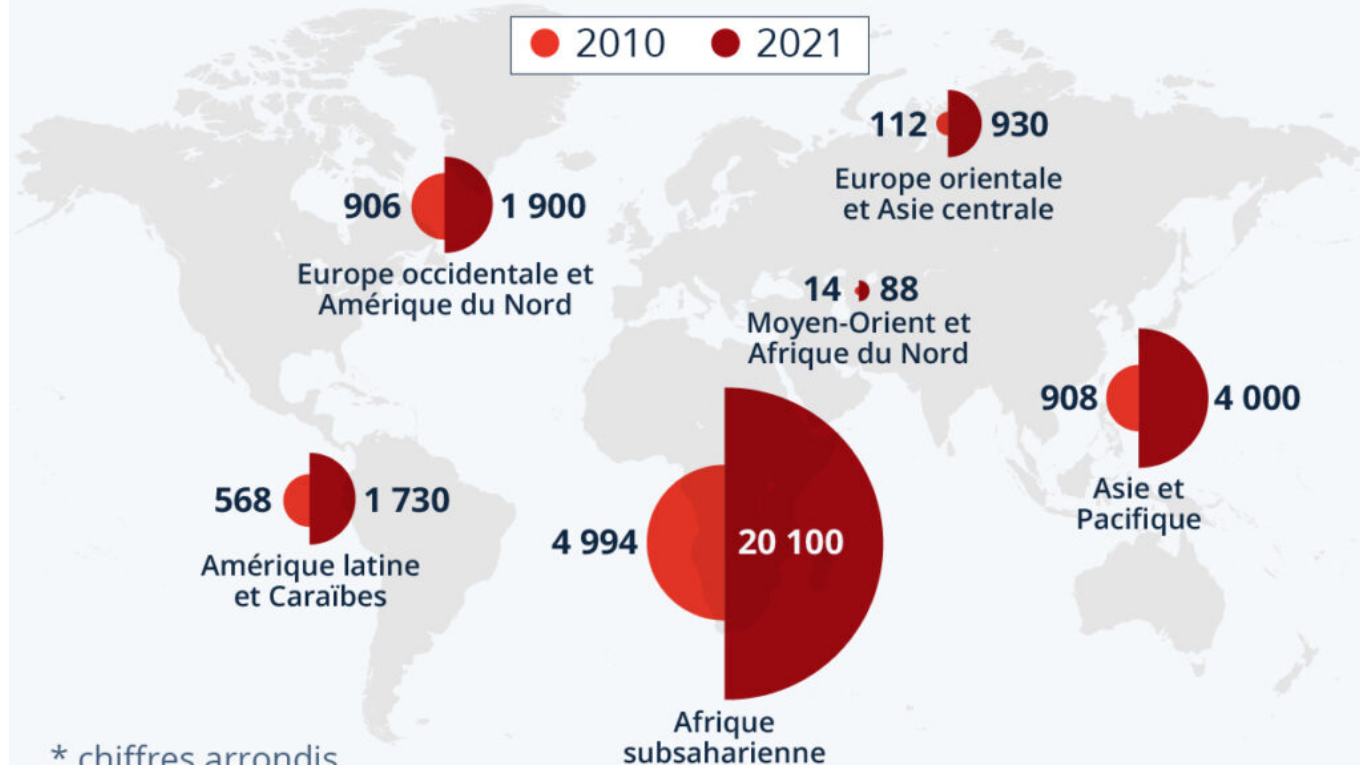 2010 2021
112 930
Europe orientale
et Asie centrale
906 1 900
Europe occidentale et
Amérique du Nord
14 88
Moyen-Orient et
Afrique du Nord
908 4 000
Asie et
Pacifique
568 1 730
Amérique latine
et Caraïbes
4 994 20 100
Afrique
subsaharienne
* chiffres arrondis